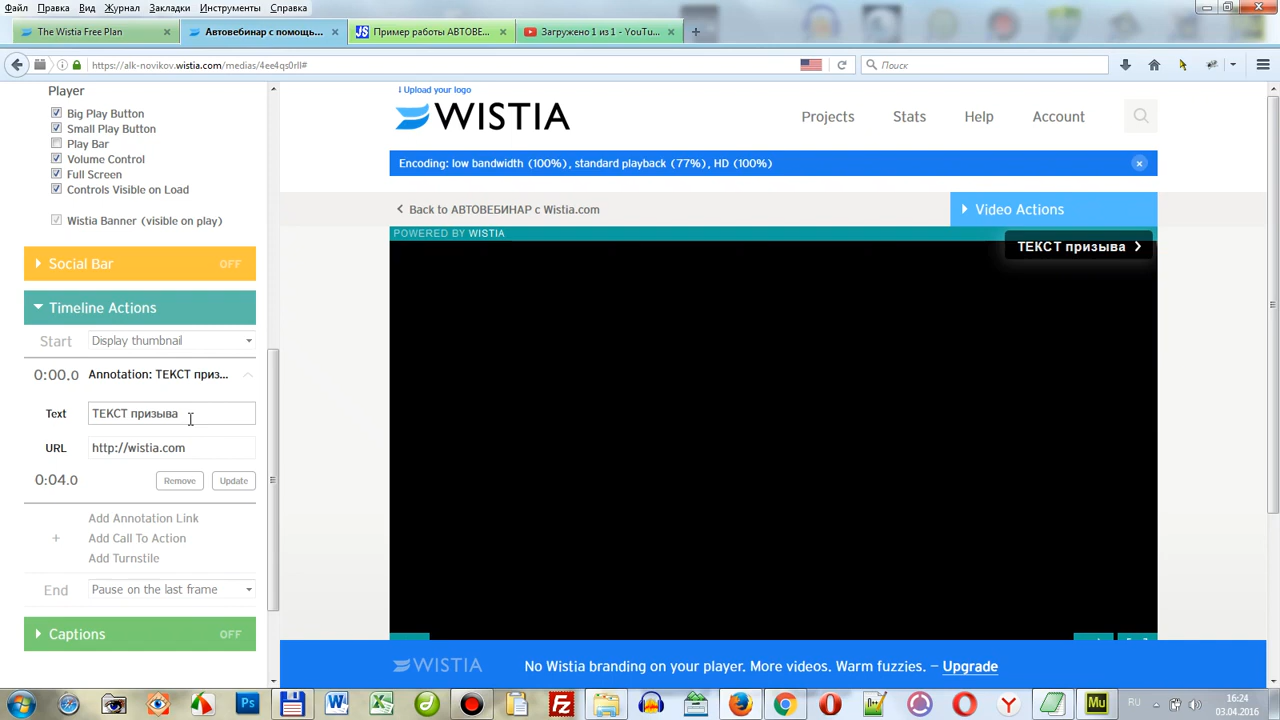 Файл Правка Вид Журнал Закладки Инструменты Справка
The Wistia Free Plan
Автовебинар с помощь...
Пример работы АВТОВЕ...
Загружено 1 из 1 - YouTu...
https://alk-novikov.wistia.com/medias/4ee4qs0rll#
Поиск
Player
Big Play Button
Small Play Button
Play Bar
Volume Control
Full Screen
Controls Visible on Load
Wistia Banner (visible on play)
Social Bar OFF
Timeline Actions
Start Display thumbnail
0:00.0 Annotation: ТЕКСТ приз...
Text ТЕКСТ призыва
URL http://wistia.com
0:04.0 Remove Update
Add Annotation Link
+ Add Call To Action
Add Turnstile
End Pause on the last frame
Captions OFF
Upload your logo
WISTIA
Projects Stats Help Account
Encoding: low bandwidth (100%), standard playback (77%), HD (100%)
Back to АВТОВЕБИНАР с Wistia.com
Video Actions
POWERED BY WISTIA
ТЕКСТ призыва
WISTIA No Wistia branding on your player. More videos. Warm fuzzies. – Upgrade
Ps
Mu
RU
16:24
03.04.2016